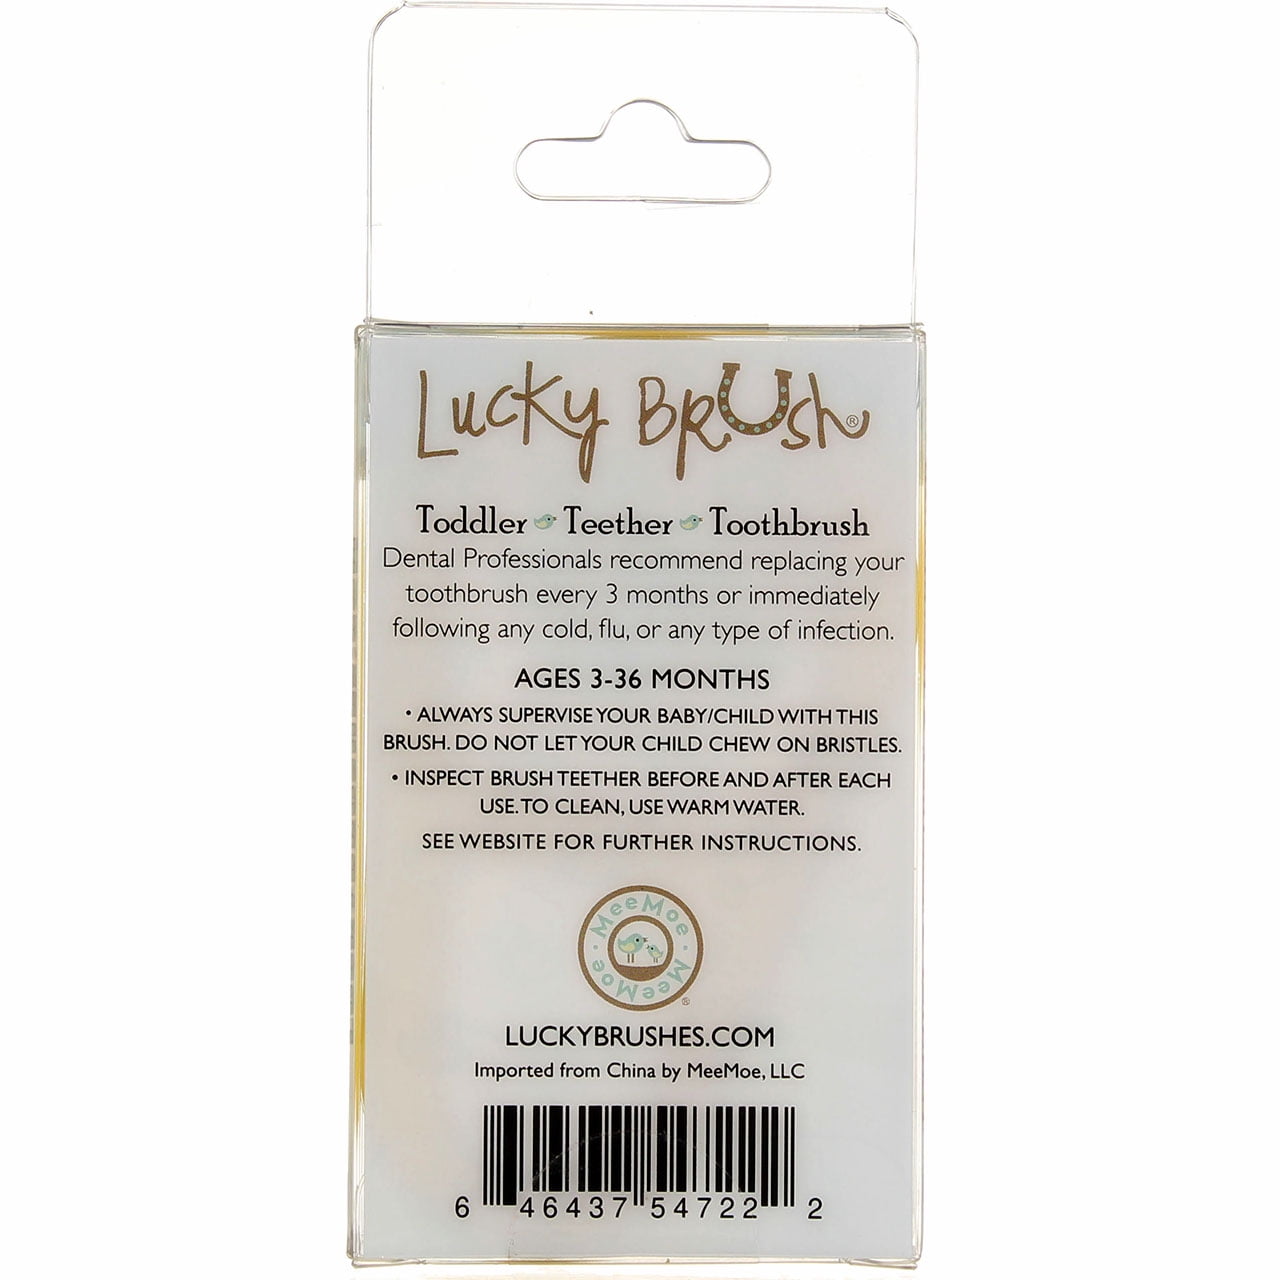 Lucky Brush®
Toddler Teether Toothbrush
Dental Professionals recommend replacing your
toothbrush every 3 months or immediately
following any cold, flu, or any type of infection.
AGES 3-36 MONTHS
• ALWAYS SUPERVISE YOUR BABY/CHILD WITH THIS
BRUSH. DO NOT LET YOUR CHILD CHEW ON BRISTLES.
• INSPECT BRUSH TEETHER BEFORE AND AFTER EACH
USE. TO CLEAN, USE WARM WATER.
SEE WEBSITE FOR FURTHER INSTRUCTIONS.
MeeMoe • MeeMoe •
®
LUCKYBRUSHES.COM
Imported from China by MeeMoe, LLC
6 46437 54722 2